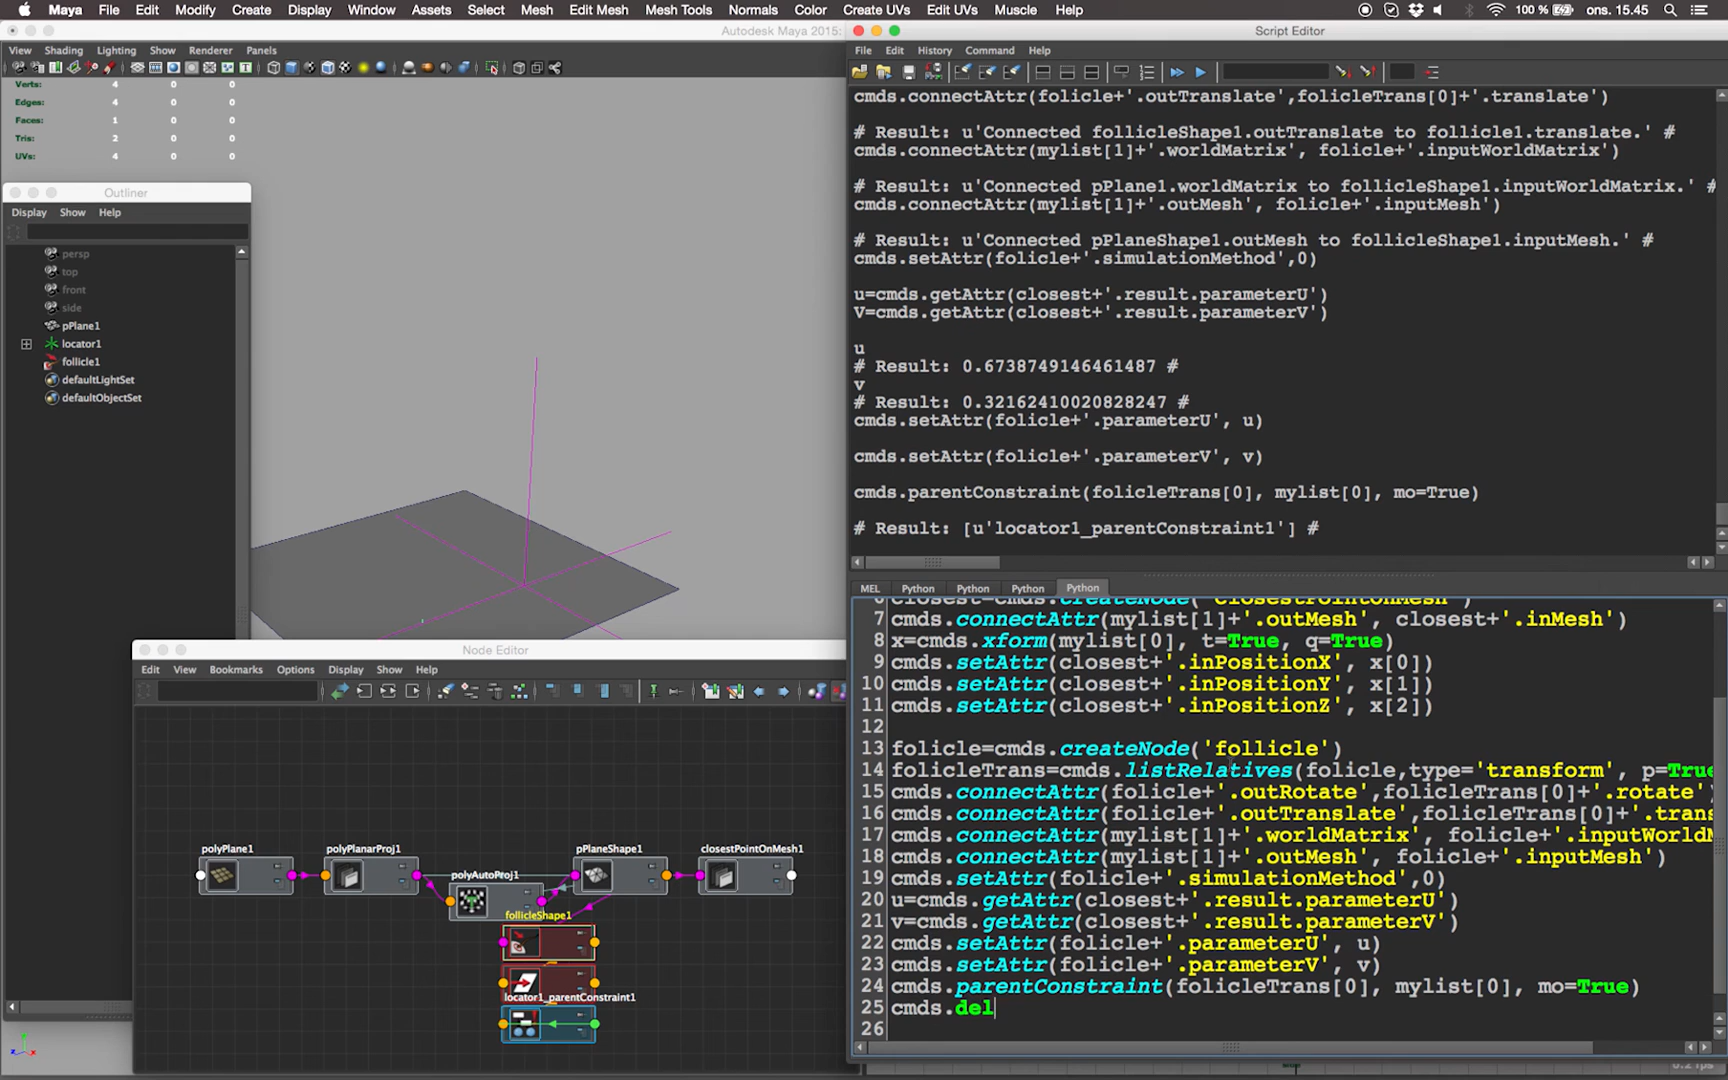 Maya File Edit Modify Create Display Window Assets Select Mesh Edit Mesh Mesh Tools Normals Color Create UVs Edit UVs Muscle Help 100 % ons. 15.45
Autodesk Maya 2015:
View Shading Lighting Show Renderer Panels
Verts: 4 0 0
Edges: 4 0 0
Faces: 1 0 0
Tris: 2 0 0
UVs: 4 0 0
Outliner
Display Show Help
persp
top
front
side
pPlane1
locator1
follicle1
defaultLightSet
defaultObjectSet
Node Editor
Edit View Bookmarks Options Display Show Help
polyPlane1
polyPlanarProj1
polyAutoProj1
pPlaneShape1
closestPointOnMesh1
follicleShape1
locator1_parentConstraint1
Script Editor
File Edit History Command Help
cmds.connectAttr(folicle+'.outTranslate',folicleTrans[0]+'.translate')
# Result: u'Connected follicleShape1.outTranslate to follicle1.translate.' #
cmds.connectAttr(mylist[1]+'.worldMatrix', folicle+'.inputWorldMatrix')
# Result: u'Connected pPlane1.worldMatrix to follicleShape1.inputWorldMatrix.' #
cmds.connectAttr(mylist[1]+'.outMesh', folicle+'.inputMesh')
# Result: u'Connected pPlaneShape1.outMesh to follicleShape1.inputMesh.' #
cmds.setAttr(folicle+'.simulationMethod',0)
u=cmds.getAttr(closest+'.result.parameterU')
V=cmds.getAttr(closest+'.result.parameterV')
u
# Result: 0.6738749146461487 #
v
# Result: 0.32162410020828247 #
cmds.setAttr(folicle+'.parameterU', u)
cmds.setAttr(folicle+'.parameterV', v)
cmds.parentConstraint(folicleTrans[0], mylist[0], mo=True)
# Result: [u'locator1_parentConstraint1'] #
MEL Python Python Python Python
6 closest=cmds.createNode('closestPointOnMesh')
7 cmds.connectAttr(mylist[1]+'.outMesh', closest+'.inMesh')
8 x=cmds.xform(mylist[0], t=True, q=True)
9 cmds.setAttr(closest+'.inPositionX', x[0])
10 cmds.setAttr(closest+'.inPositionY', x[1])
11 cmds.setAttr(closest+'.inPositionZ', x[2])
12
13 folicle=cmds.createNode('follicle')
14 folicleTrans=cmds.listRelatives(folicle,type='transform', p=True
15 cmds.connectAttr(folicle+'.outRotate',folicleTrans[0]+'.rotate')
16 cmds.connectAttr(folicle+'.outTranslate',folicleTrans[0]+'.trans
17 cmds.connectAttr(mylist[1]+'.worldMatrix', folicle+'.inputWorldM
18 cmds.connectAttr(mylist[1]+'.outMesh', folicle+'.inputMesh')
19 cmds.setAttr(folicle+'.simulationMethod',0)
20 u=cmds.getAttr(closest+'.result.parameterU')
21 v=cmds.getAttr(closest+'.result.parameterV')
22 cmds.setAttr(folicle+'.parameterU', u)
23 cmds.setAttr(folicle+'.parameterV', v)
24 cmds.parentConstraint(folicleTrans[0], mylist[0], mo=True)
25 cmds.del
26